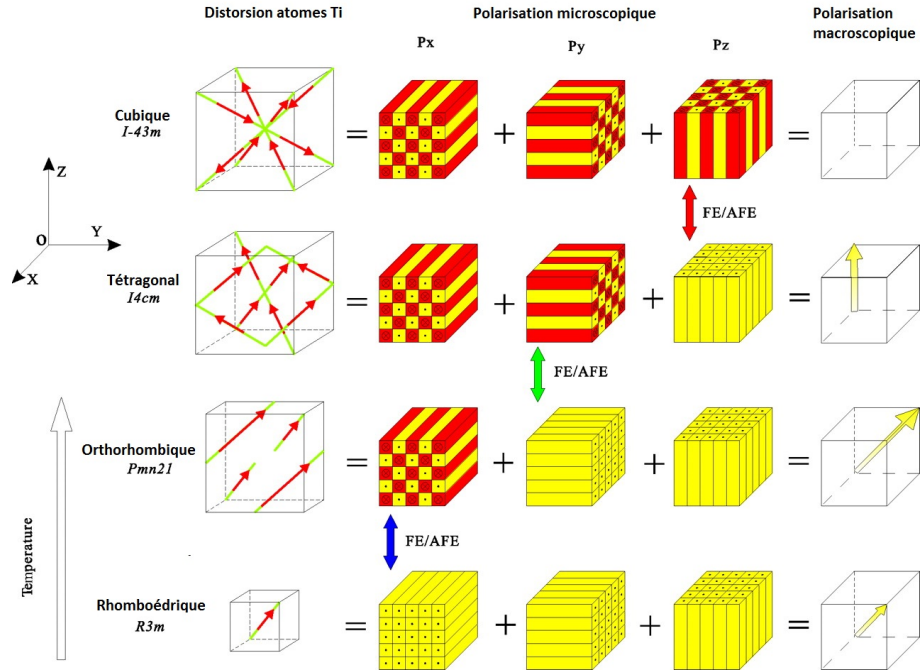 Distorsion atomes Ti
Polarisation microscopique
Polarisation
macroscopique
Px
Py
Pz
Cubique
I-43m
=
+
+
=
Z
O
Y
X
FE/AFE
Tétragonal
I4cm
=
+
+
=
FE/AFE
Orthorhombique
Pmn21
=
+
+
=
FE/AFE
Temperature
Rhomboédrique
R3m
=
+
+
=